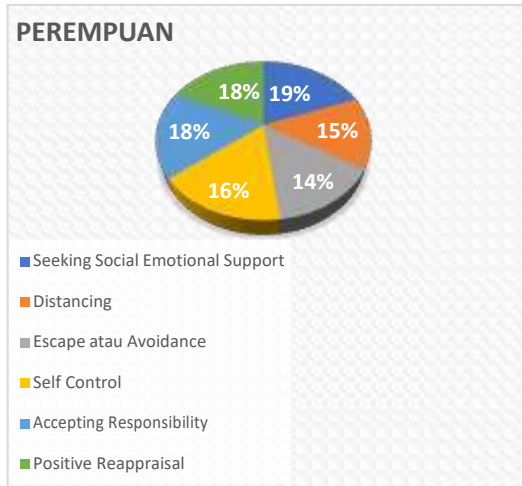 PEREMPUAN
18%
19%
18%
15%
16%
14%
Seeking Social Emotional Support
Distancing
Escape atau Avoidance
Self Control
Accepting Responsibility
Positive Reappraisal